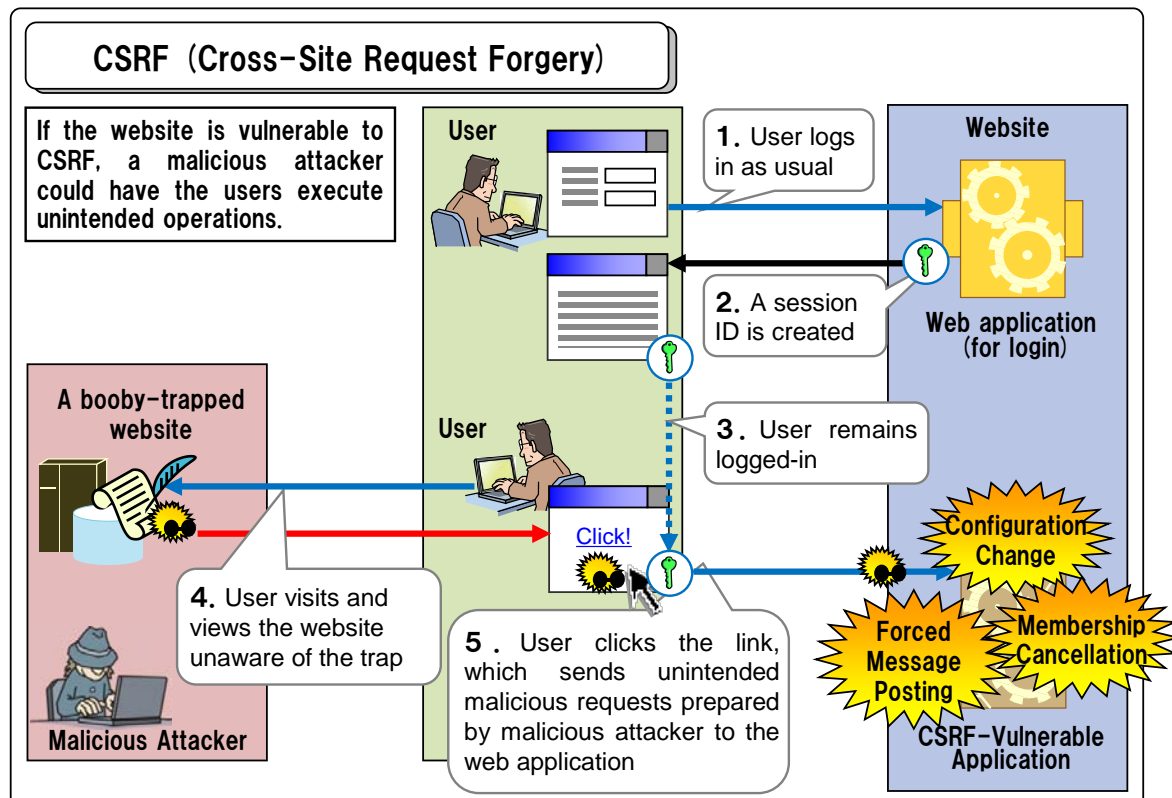 CSRF (Cross-Site Request Forgery)
If the website is vulnerable to
CSRF, a malicious attacker
could have the users execute
unintended operations.
User
1. User logs
in as usual
Website
2. A session
ID is created
Web application
(for login)
A booby-trapped
website
User
3. User remains
logged-in
Click!
Configuration
Change
4. User visits and
views the website
unaware of the trap
5. User clicks the link,
which sends unintended
malicious requests prepared
by malicious attacker to the
web application
Forced
Message
Posting
Membership
Cancellation
Malicious Attacker
CSRF-Vulnerable
Application